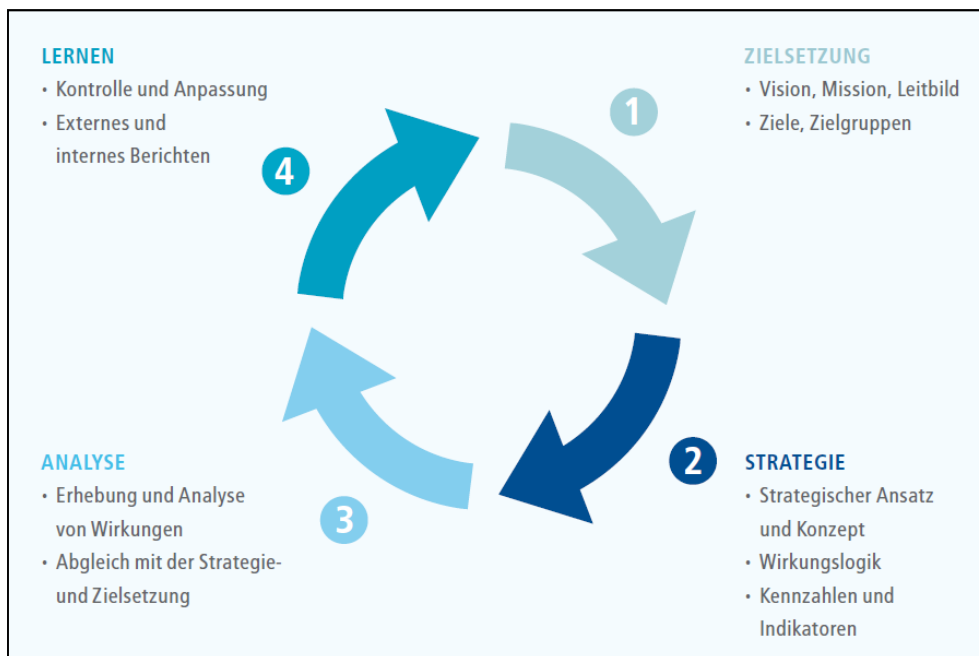 LERNEN
• Kontrolle und Anpassung
• Externes und
internes Berichten
4
1
ZIELSETZUNG
• Vision, Mission, Leitbild
• Ziele, Zielgruppen
ANALYSE
• Erhebung und Analyse
von Wirkungen
• Abgleich mit der Strategie-
und Zielsetzung
3
2
STRATEGIE
• Strategischer Ansatz
und Konzept
• Wirkungslogik
• Kennzahlen und
Indikatoren